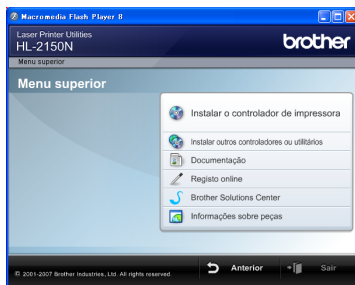 Macromedia Flash Player 8
Laser Printer Utilities
HL-2150N
brother
Menu superior
Menu superior
Instalar o controlador de impressora
Instalar outros controladores ou utilitários
Documentação
Registo online
Brother Solutions Center
Informações sobre peças
© 2001-2007 Brother Industries, Ltd. All rights reserved.
Anterior
Sair